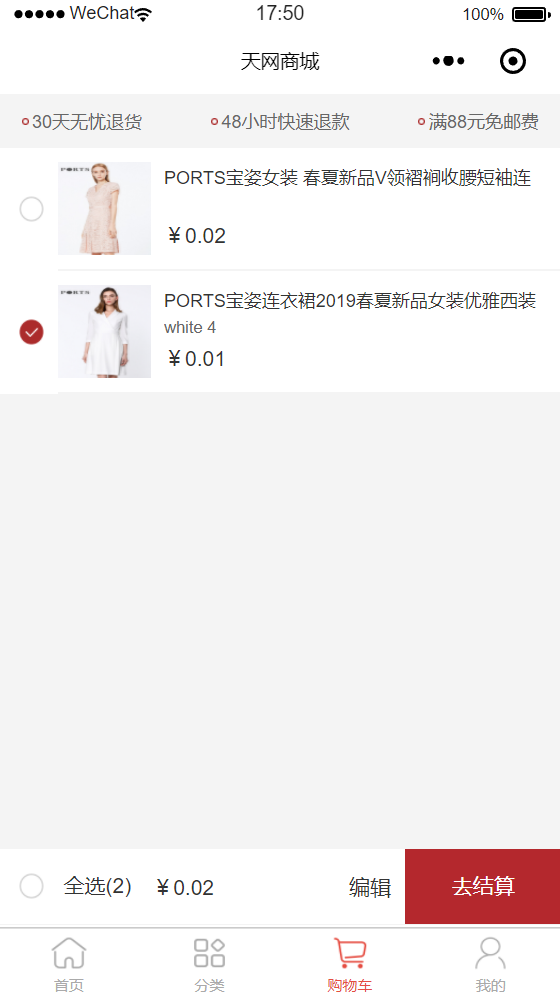 WeChat 17:50 100%
天网商城
30天无忧退货 48小时快速退款 满88元免邮费
PORTS
PORTS宝姿女装 春夏新品V领褶裥收腰短袖连
¥0.02
PORTS
PORTS宝姿连衣裙2019春夏新品女装优雅西装
white 4
¥0.01
全选(2) ¥0.02 编辑 去结算
首页 分类 购物车 我的